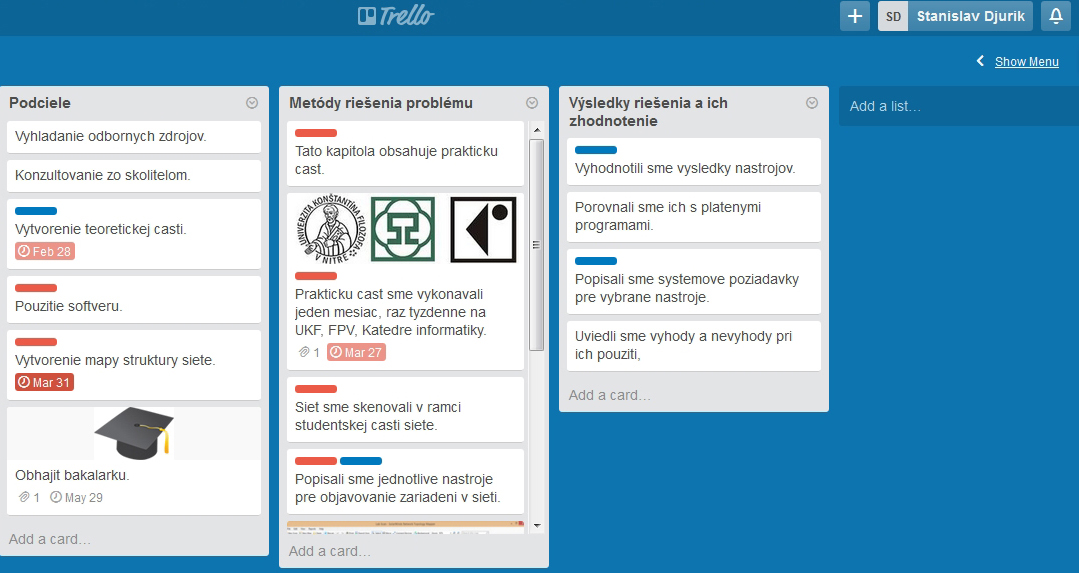 Trello
+
SD
Stanislav Djurik
Show Menu
Podciele
Vyhladanie odbornych zdrojov.
Konzultovanie zo skolitelom.
Vytvorenie teoretickej casti.
Feb 28
Pouzitie softveru.
Vytvorenie mapy struktury siete.
Mar 31
Obhajit bakalarku.
1
May 29
Add a card...
Metódy riešenia problému
Tato kapitola obsahuje prakticku
cast.
UNIVERZITA KONŠTANTÍNA FILOZOFA
V NITRE
Prakticku cast sme vykonavali
jeden mesiac, raz tyzdenne na
UKF, FPV, Katedre informatiky.
1
Mar 27
Siet sme skenovali v ramci
studentskej casti siete.
Popisali sme jednotlive nastroje
pre objavovanie zariadeni v sieti.
Add a card...
Výsledky riešenia a ich
zhodnotenie
Vyhodnotili sme vysledky nastrojov.
Porovnali sme ich s platenymi
programami.
Popisali sme systemove poziadavky
pre vybrane nastroje.
Uviedli sme vyhody a nevyhody pri
ich pouziti,
Add a card...
Add a list...